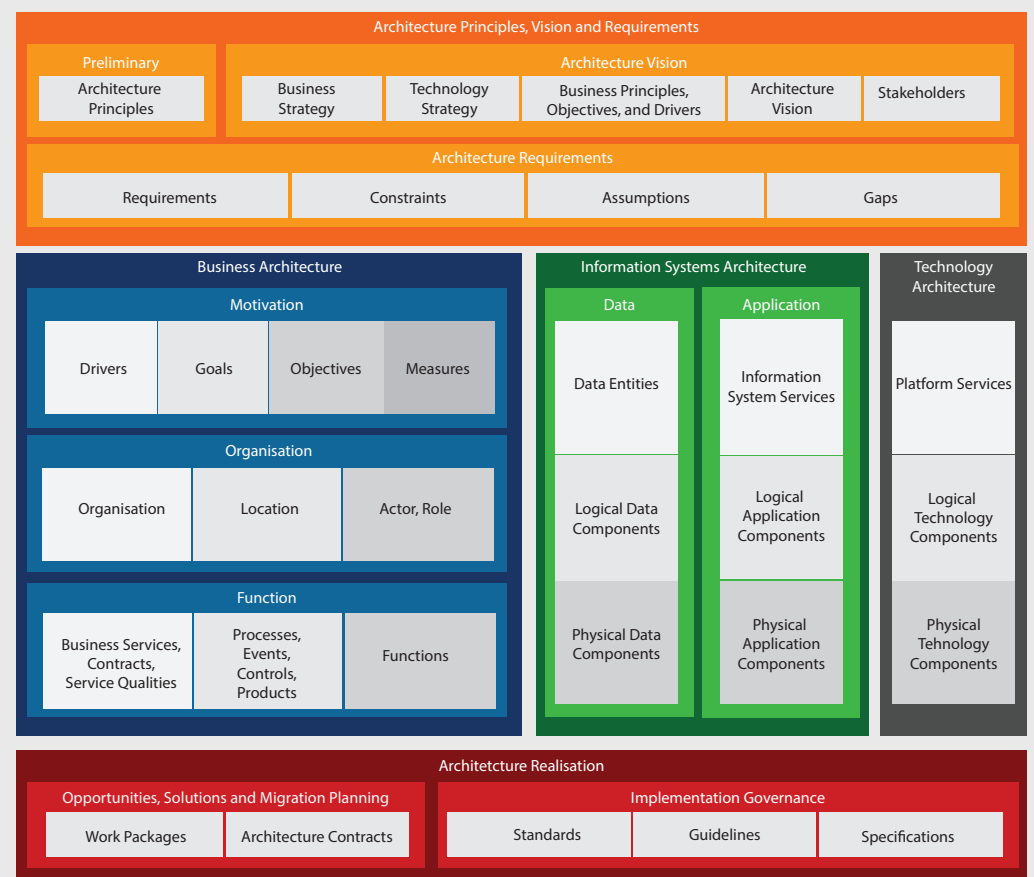 Architecture Principles, Vision and Requirements
Preliminary
Architecture
Principles
Architecture Vision
Business
Strategy
Technology
Strategy
Business Principles,
Objectives, and Drivers
Architecture
Vision
Stakeholders
Architecture Requirements
Requirements
Constraints
Assumptions
Gaps
Business Architecture
Motivation
Drivers
Goals
Objectives
Measures
Organisation
Organisation
Location
Actor, Role
Function
Business Services,
Contracts,
Service Qualities
Processes,
Events,
Controls,
Products
Functions
Information Systems Architecture
Data
Data Entities
Logical Data
Components
Physical Data
Components
Application
Information
System Services
Logical
Application
Components
Physical
Application
Components
Technology
Architecture
Platform Services
Logical
Technology
Components
Physical
Tehnology
Components
Architetcture Realisation
Opportunities, Solutions and Migration Planning
Work Packages
Architecture Contracts
Implementation Governance
Standards
Guidelines
Specifications